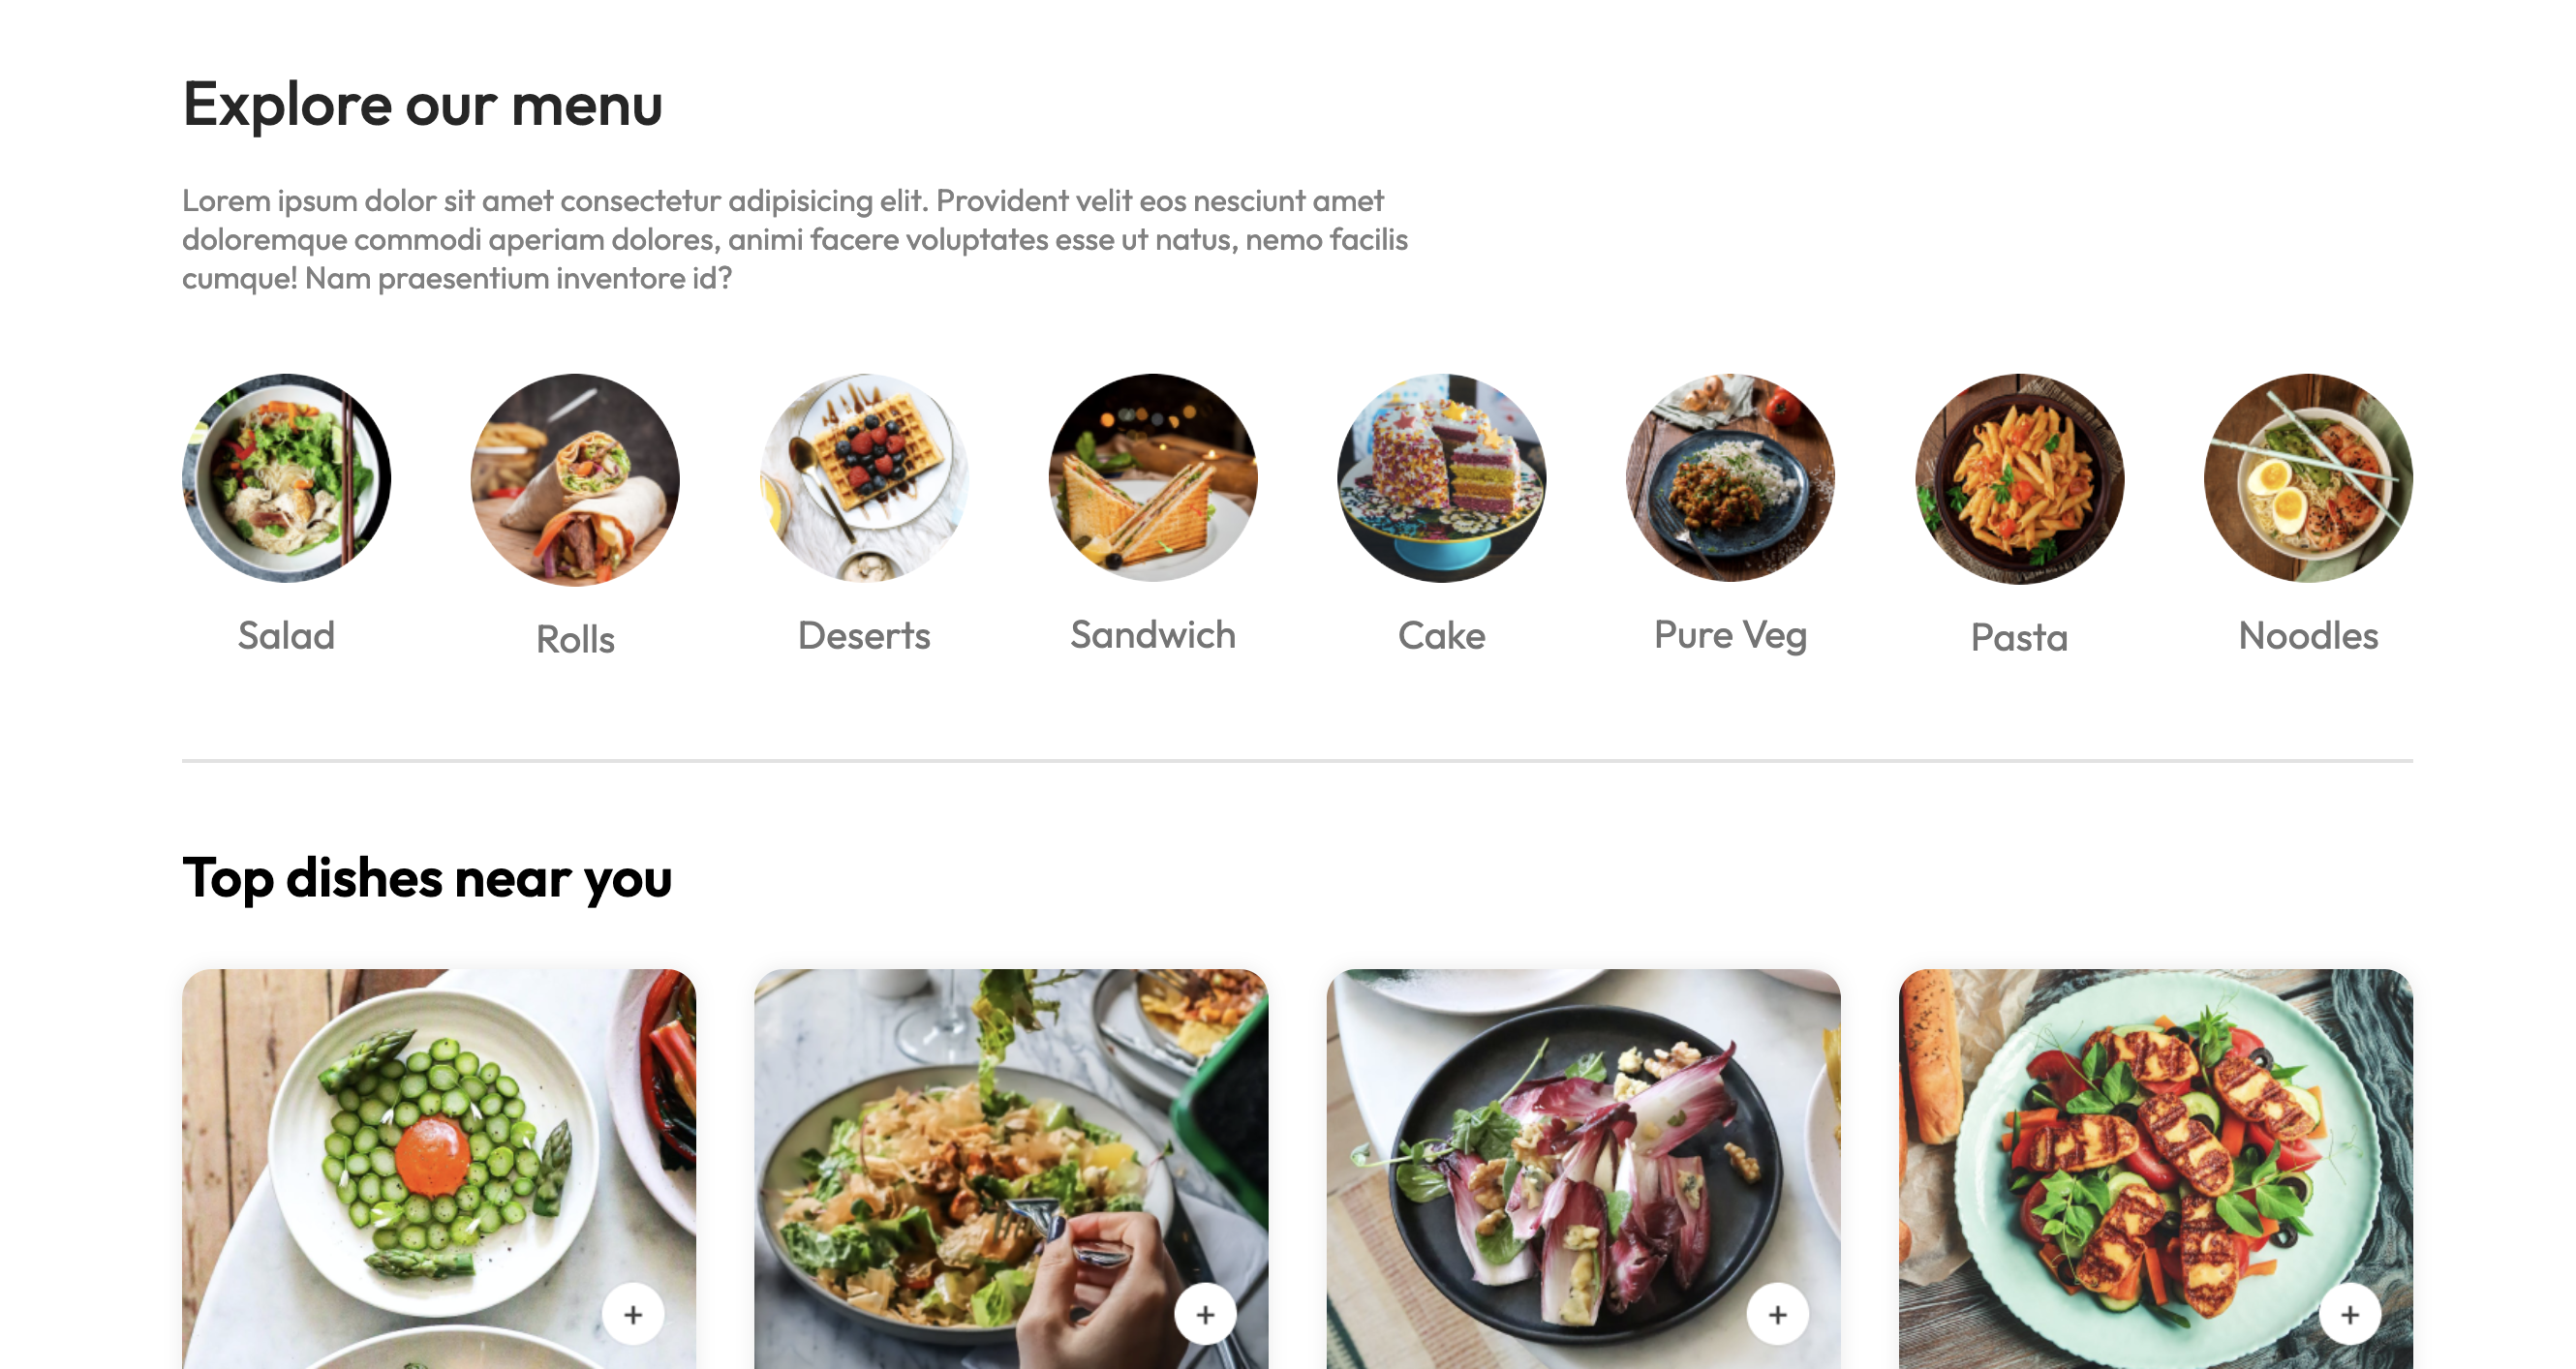 Explore our menu
Lorem ipsum dolor sit amet consectetur adipisicing elit. Provident velit eos nesciunt amet
doloremque commodi aperiam dolores, animi facere voluptates esse ut natus, nemo facilis
cumque! Nam praesentium inventore id?
Salad
Rolls
Deserts
Sandwich
Cake
Pure Veg
Pasta
Noodles
Top dishes near you
+
+
+
+